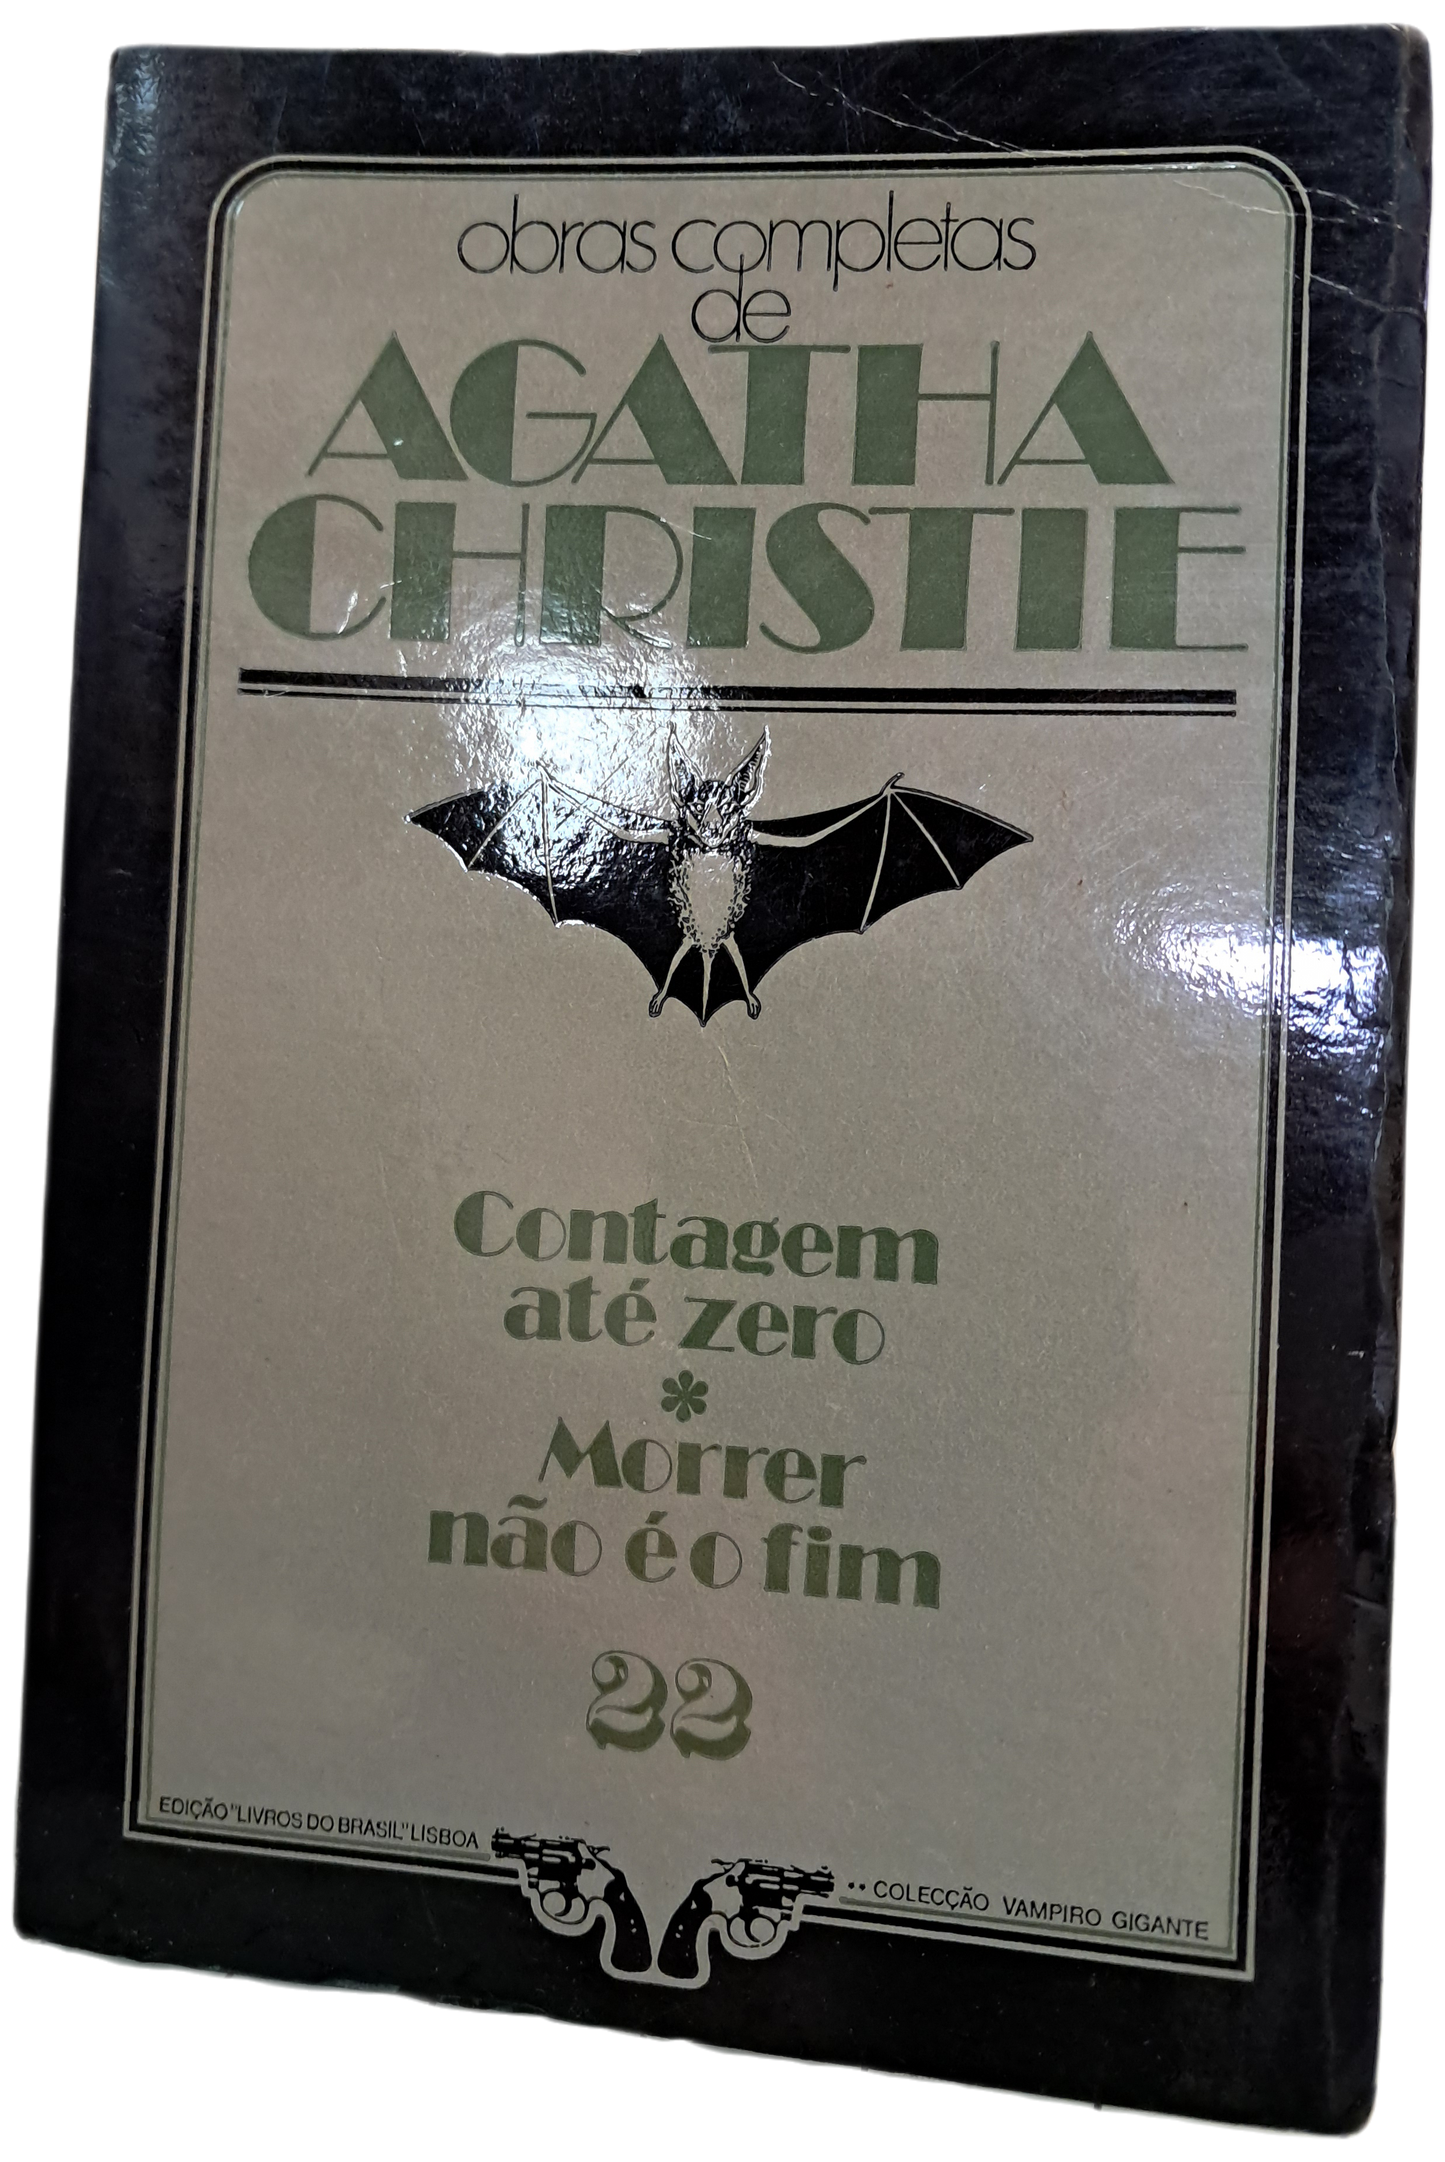 obras completas
de
AGATHA
CHRISTIE
Contagem
até zero
*
Morrer
não é o fim
22
EDIÇÃO "LIVROS DO BRASIL" LISBOA
•• COLECÇÃO VAMPIRO GIGANTE